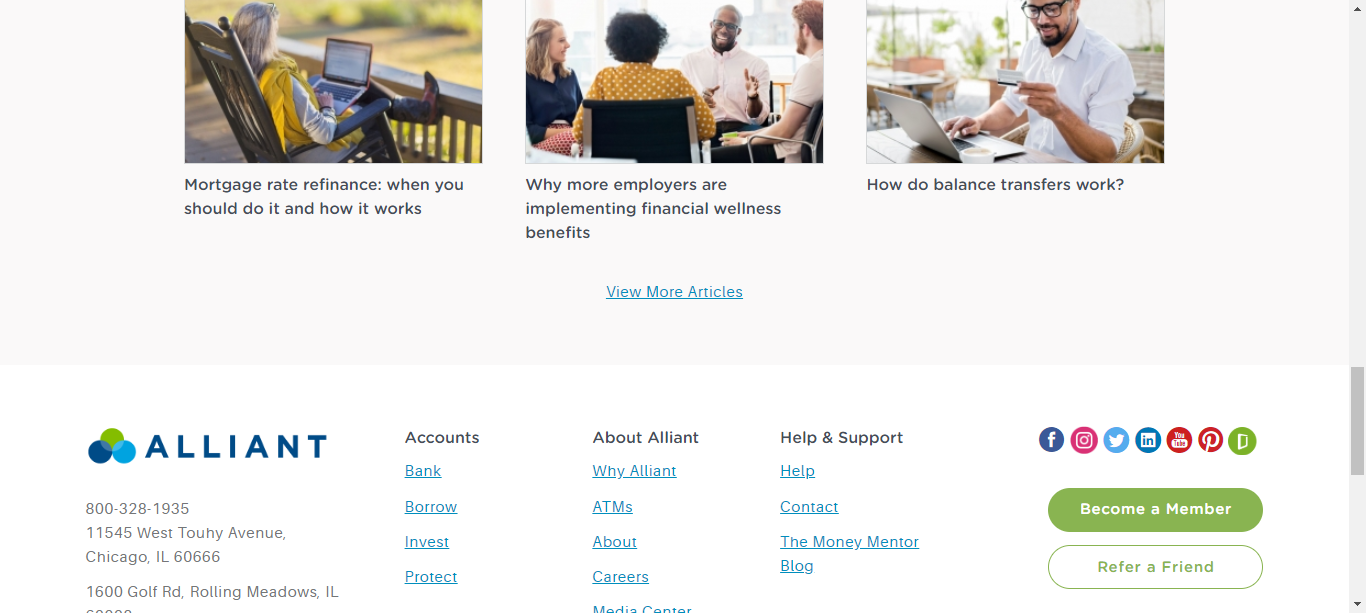 Mortgage rate refinance: when you
should do it and how it works
Why more employers are
implementing financial wellness
benefits
How do balance transfers work?
View More Articles
ALLIANT
800-328-1935
11545 West Touhy Avenue,
Chicago, IL 60666
1600 Golf Rd, Rolling Meadows, IL
Accounts
Bank
Borrow
Invest
Protect
About Alliant
Why Alliant
ATMs
About
Careers
Media Center
Help & Support
Help
Contact
The Money Mentor
Blog
You
Tube
Become a Member
Refer a Friend